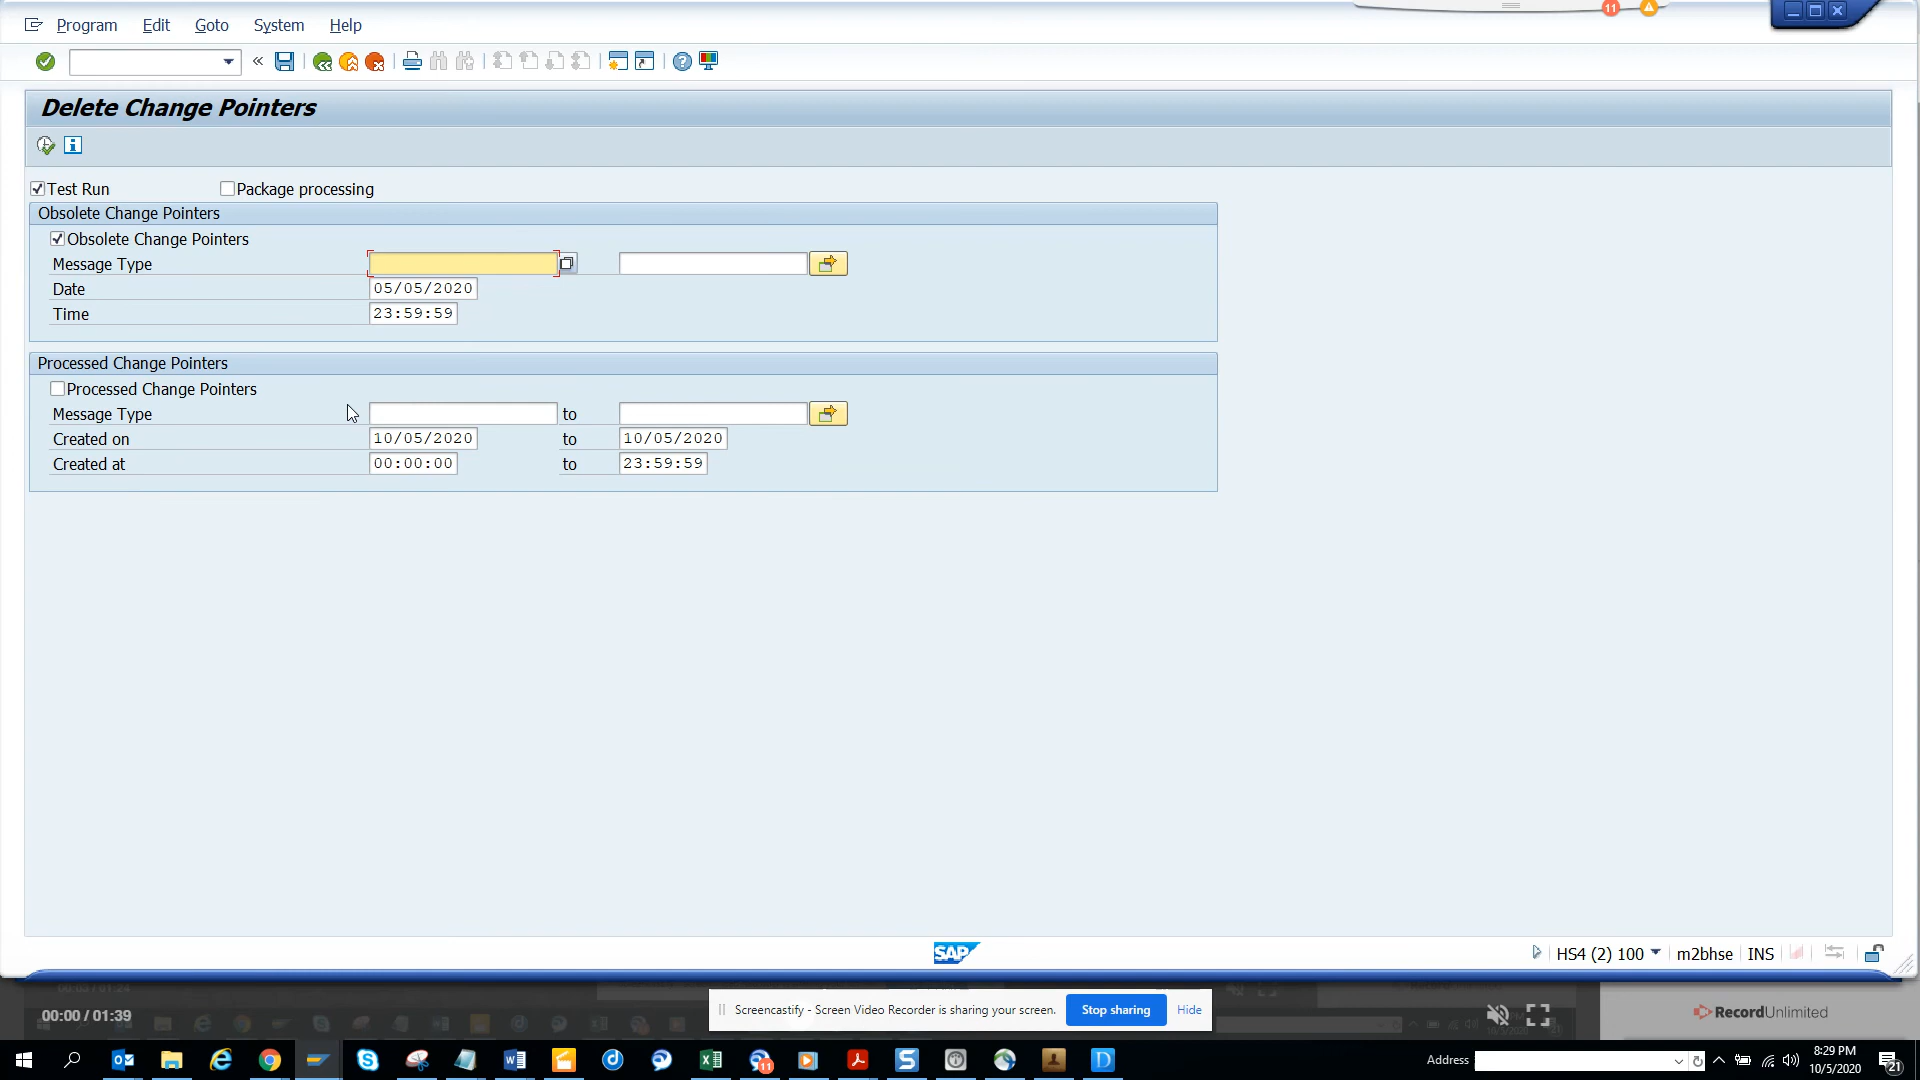 Program Edit Goto System Help
11
«
Delete Change Pointers
Test Run Package processing
Obsolete Change Pointers
Obsolete Change Pointers
Message Type
Date 05/05/2020
Time 23:59:59
Processed Change Pointers
Processed Change Pointers
Message Type to
Created on 10/05/2020 to 10/05/2020
Created at 00:00:00 to 23:59:59
SAP
HS4 (2) 100 m2bhse INS
00:00 / 01:39
Screencastify - Screen Video Recorder is sharing your screen. Stop sharing Hide
RecordUnlimited
11
Address
8:29 PM
10/5/2020
21